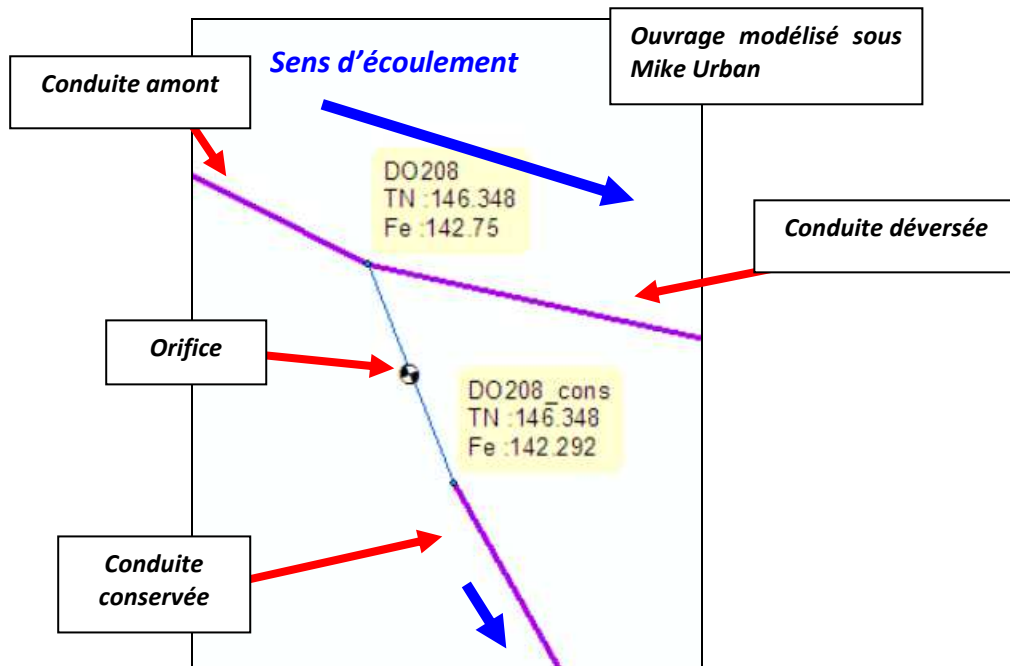 Ouvrage modélisé sous
Mike Urban
Sens d'écoulement
Conduite amont
DO208
TN :146.348
Fe :142.75
Conduite déversée
Orifice
DO208_cons
TN :146.348
Fe :142.292
Conduite
conservée